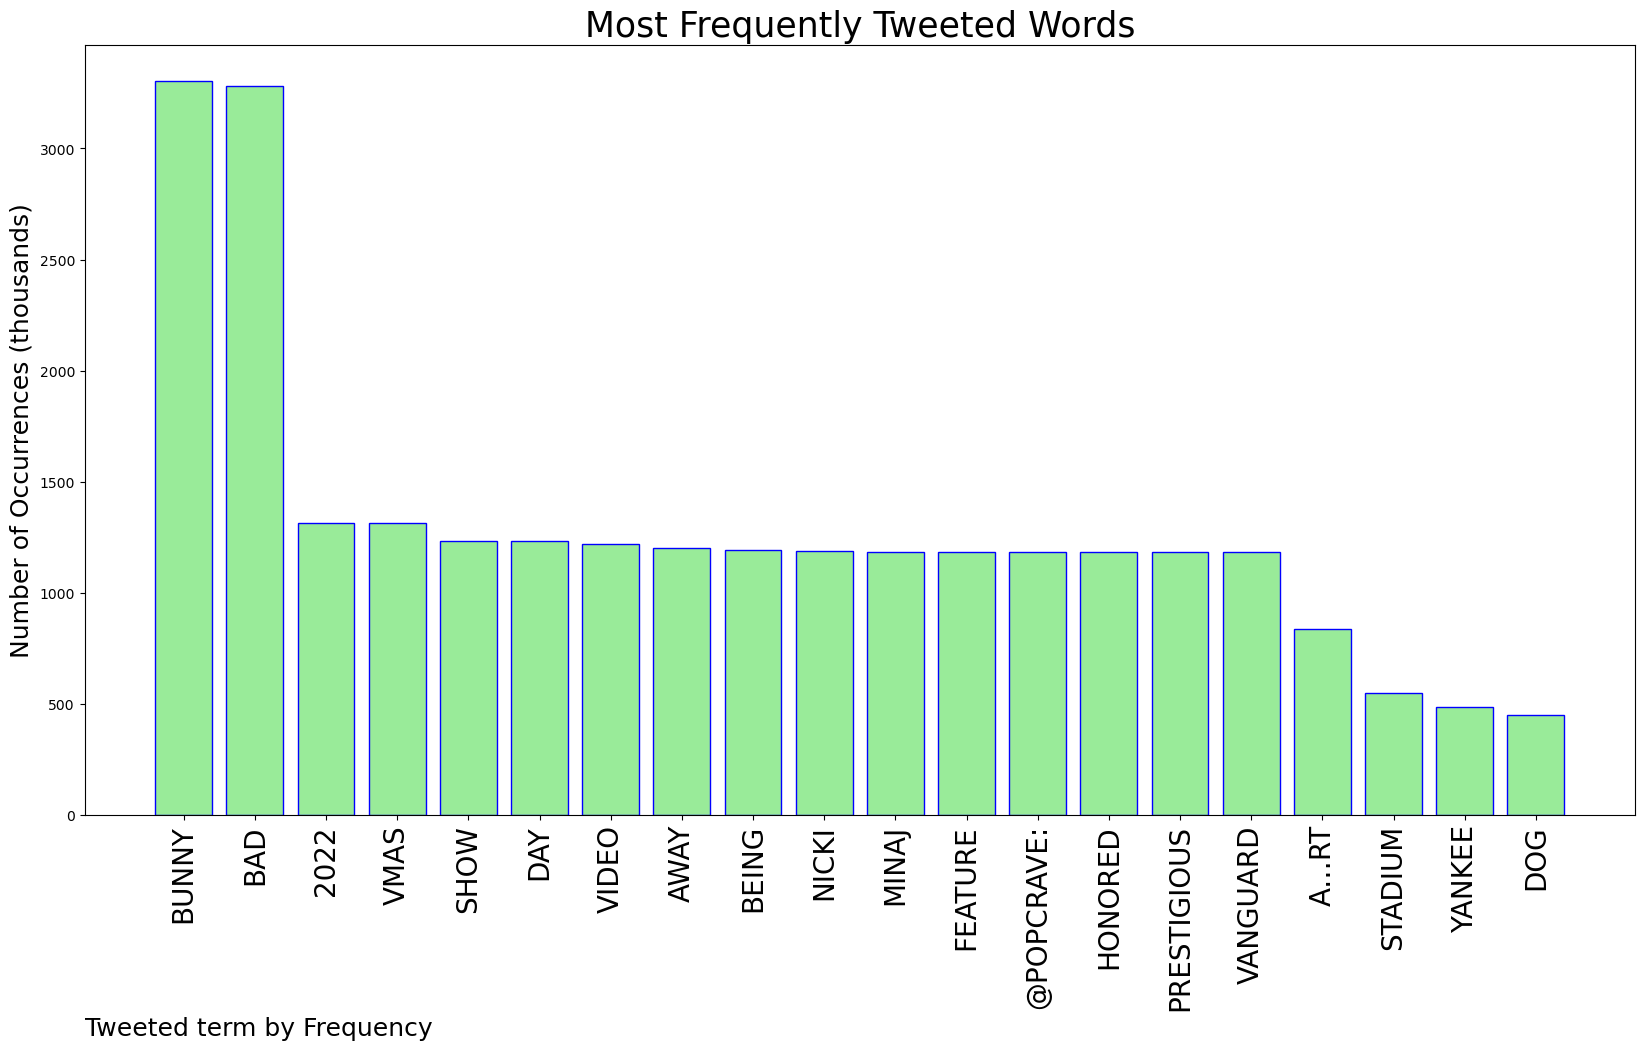 Most Frequently Tweeted Words
Number of Occurrences (thousands)
3000
2500
2000
1500
1000
500
0
BUNNY
BAD
2022
VMAS
SHOW
DAY
VIDEO
AWAY
BEING
NICKI
MINAJ
FEATURE
@POPCRAVE:
HONORED
PRESTIGIOUS
VANGUARD
A…RT
STADIUM
YANKEE
DOG
Tweeted term by Frequency